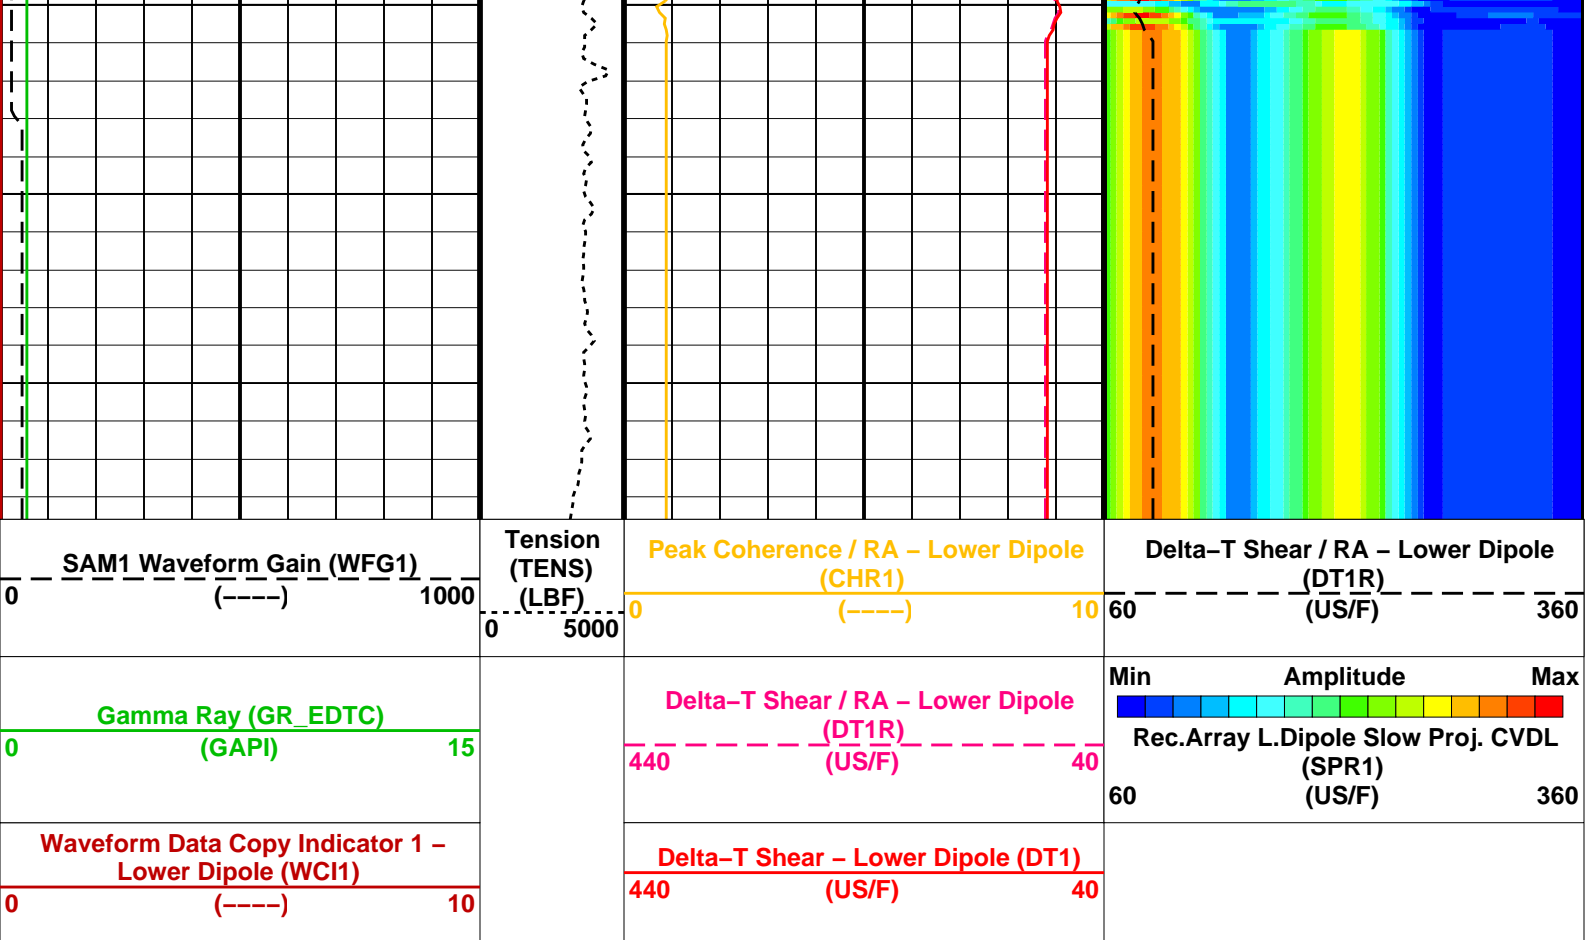 SAM1 Waveform Gain (WFG1)
0 (----) 1000
Tension
(TENS)
(LBF)
0 5000
Peak Coherence / RA – Lower Dipole
(CHR1)
0 (----) 10
Delta–T Shear / RA – Lower Dipole
(DT1R)
60 (US/F) 360
Gamma Ray (GR_EDTC)
0 (GAPI) 15
Delta–T Shear / RA – Lower Dipole
(DT1R)
440 (US/F) 40
Min Amplitude Max
Rec.Array L.Dipole Slow Proj. CVDL
(SPR1)
60 (US/F) 360
Waveform Data Copy Indicator 1 –
Lower Dipole (WCI1)
0 (----) 10
Delta–T Shear – Lower Dipole (DT1)
440 (US/F) 40